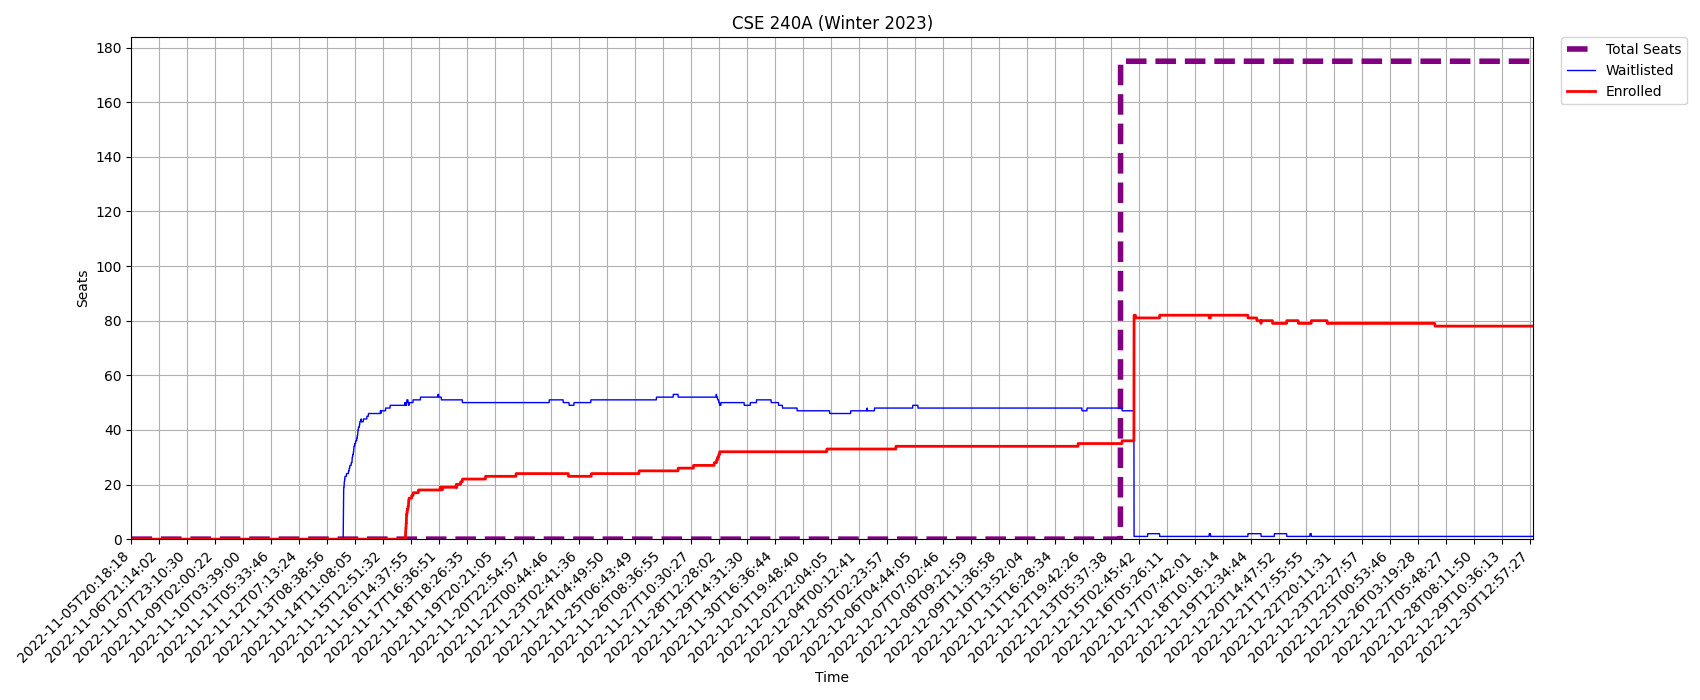 CSE 240A (Winter 2023)
Total Seats
Waitlisted
Enrolled
Seats
180
160
140
120
100
80
60
40
20
0
2022-11-05T20:18:18
2022-11-06T21:14:02
2022-11-07T23:10:30
2022-11-09T02:00:22
2022-11-10T03:39:00
2022-11-11T05:33:46
2022-11-12T07:13:24
2022-11-13T08:38:56
2022-11-14T11:08:05
2022-11-15T12:51:32
2022-11-16T14:37:55
2022-11-17T16:36:51
2022-11-18T18:26:35
2022-11-19T20:21:05
2022-11-20T22:54:57
2022-11-22T00:44:46
2022-11-23T02:41:36
2022-11-24T04:49:50
2022-11-25T06:43:49
2022-11-26T08:36:55
2022-11-27T10:30:27
2022-11-28T12:28:02
2022-11-29T14:31:30
2022-11-30T16:36:44
2022-12-01T19:48:40
2022-12-02T22:04:05
2022-12-04T00:12:41
2022-12-05T02:23:57
2022-12-06T04:44:05
2022-12-07T07:02:46
2022-12-08T09:21:59
2022-12-09T11:36:58
2022-12-10T13:52:04
2022-12-11T16:28:34
2022-12-12T19:42:26
2022-12-13T05:37:38
2022-12-15T02:45:42
2022-12-16T05:26:11
2022-12-17T07:42:01
2022-12-18T10:18:14
2022-12-19T12:34:44
2022-12-20T14:47:52
2022-12-21T17:55:55
2022-12-22T20:11:31
2022-12-23T22:27:57
2022-12-25T00:53:46
2022-12-26T03:19:28
2022-12-27T05:48:27
2022-12-28T08:11:50
2022-12-29T10:36:13
2022-12-30T12:57:27
Time